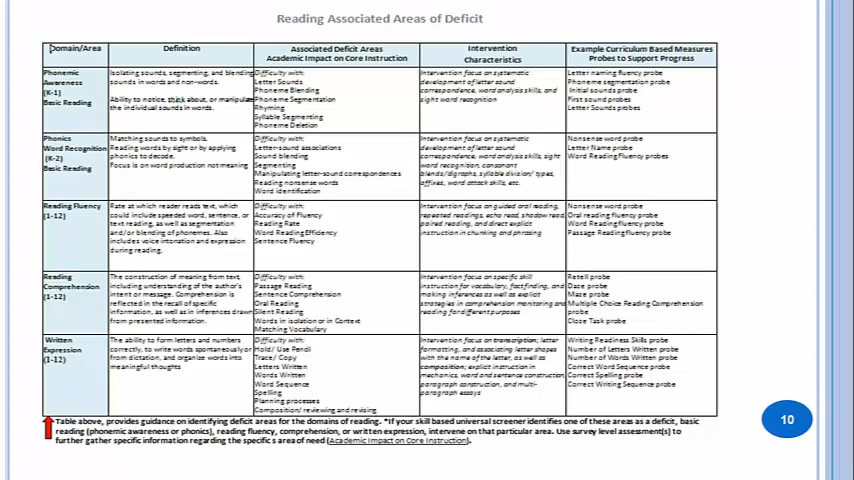 Reading Associated Areas of Deficit
Domain/Area
Definition
Associated Deficit Areas
Academic Impact on Core Instruction
Intervention
Characteristics
Example Curriculum Based Measures
Probes to Support Progress
Phonemic
Awareness
(K-1)
Basic Reading
Isolating sounds, segmenting, and blending
sounds in words and non-words.
Ability to notice, think about, or manipulate
the individual sounds in words.
Difficulty with:
Letter Sounds
Phoneme Blending
Phoneme Segmentation
Rhyming
Syllable Segmenting
Phoneme Deletion
Intervention focus on systematic
development of letter sound
correspondence, word analysis skills, and
sight word recognition
Letter naming fluency probe
Phoneme segmentation probe
Initial sounds probe
First sound probes
Letter Sounds probes
Phonics
Word Recognition
(K-2)
Basic Reading
Matching sounds to symbols.
Reading words by sight or by applying
phonics to decode.
Focus is on word production not meaning
Difficulty with:
Letter-sound associations
Sound blending
Segmenting
Manipulating letter-sound correspondences
Reading nonsense words
Word identification
Intervention focus on systematic
development of letter sound
correspondence, word analysis skills, sight
word recognition, consonant
blends/digraphs, syllable division/ types,
affixes, word attack skills, etc.
Nonsense word probe
Letter Name probe
Word Reading Fluency probes
Reading Fluency
(1-12)
Rate at which reader reads text, which
could include speeded word, sentence, or
text reading, as well as segmentation
and/or blending of phonemes. Also
includes voice intonation and expression
during reading.
Difficulty with:
Accuracy of Fluency
Reading Rate
Word Reading Efficiency
Sentence Fluency
Intervention focus on guided oral reading,
repeated readings, echo read, shadow read,
paired reading, and direct explicit
instruction in chunking and phrasing
Nonsense word probe
Oral reading fluency probe
Word Reading fluency probe
Passage Reading fluency probe
Reading
Comprehension
(1-12)
The construction of meaning from text,
including understanding of the author's
intent or message. Comprehension is
reflected in the recall of specific
information, as well as in inferences drawn
from presented information.
Difficulty with:
Passage Reading
Sentence Comprehension
Oral Reading
Silent Reading
Words in isolation or in Context
Matching Vocabulary
Intervention focus on specific skill
instruction for vocabulary, fact finding, and
making inferences as well as explicit
strategies in comprehension monitoring and
reading for different purposes
Retell probe
Daze probe
Maze probe
Multiple Choice Reading Comprehension
probe
Cloze Task probe
Written
Expression
(1-12)
The ability to form letters and numbers
correctly, to write words spontaneously or
from dictation, and organize words into
meaningful thoughts
Difficulty with:
Hold/ Use Pencil
Trace/ Copy
Letters Written
Words Written
Word Sequence
Spelling
Planning processes
Composition/ reviewing and revising
Intervention focus on transcription; letter
formatting, and associating letter shapes
with the name of the letter, as well as
composition; explicit instruction in
mechanics, word and sentence construction,
paragraph construction, and multi-
paragraph essays
Writing Readiness Skills probe
Number of Letters Written probe
Number of Words Written probe
Correct Word Sequence probe
Correct Spelling probe
Correct Writing Sequence probe
Table above, provides guidance on identifying deficit areas for the domains of reading. *If your skill based universal screener identifies one of these areas as a deficit, basic
reading (phonemic awareness or phonics), reading fluency, comprehension, or written expression, intervene on that particular area. Use survey level assessment(s) to
further gather specific information regarding the specific s area of need (Academic Impact on Core Instruction).
10